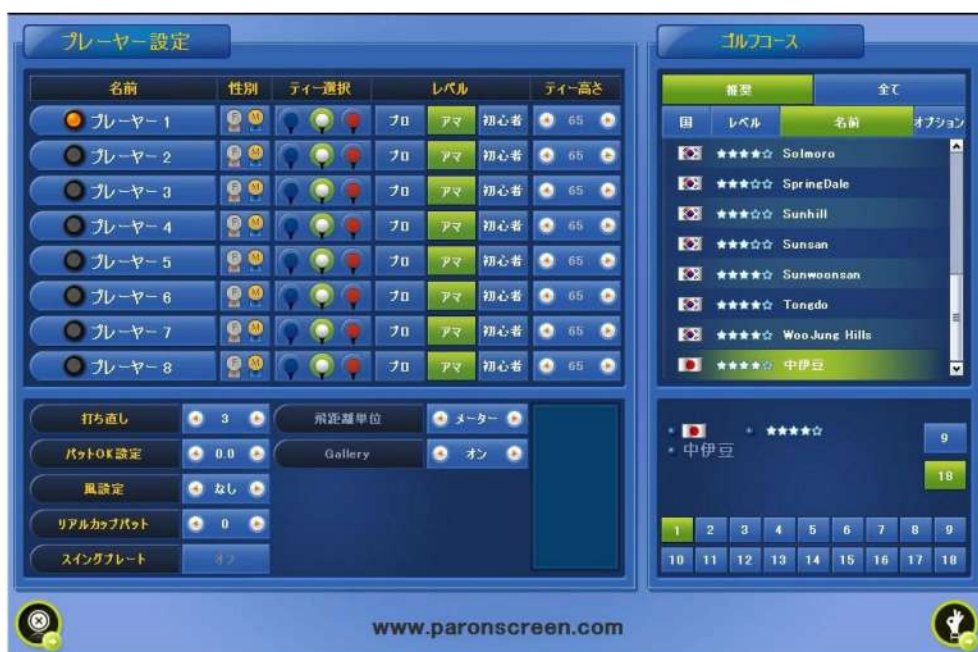 プレーヤー設定
名前 性別 ティー選択 レベル ティー高さ
プレーヤー 1 F M プロ アマ 初心者 65
プレーヤー 2 F M プロ アマ 初心者 65
プレーヤー 3 F M プロ アマ 初心者 65
プレーヤー 4 F M プロ アマ 初心者 65
プレーヤー 5 F M プロ アマ 初心者 65
プレーヤー 6 F M プロ アマ 初心者 65
プレーヤー 7 F M プロ アマ 初心者 65
プレーヤー 8 F M プロ アマ 初心者 65
打ち直し 3 飛距離単位 メーター
パットOK設定 0.0 Gallery オン
風設定 なし
リアルカップパット 0
スイングプレート オフ
ゴルフコース
推奨 全て
国 レベル 名前 オプション
★★★★☆ Solmoro
★★★☆☆ SpringDale
★★★☆☆ Sunhill
★★★☆☆ Sunsan
★★★★☆ Sunwoonsan
★★★★☆ Tongdo
★★★★☆ WooJung Hills
★★★★☆ 中伊豆
★★★★☆
中伊豆
9
18
1 2 3 4 5 6 7 8 9
10 11 12 13 14 15 16 17 18
www.paronscreen.com